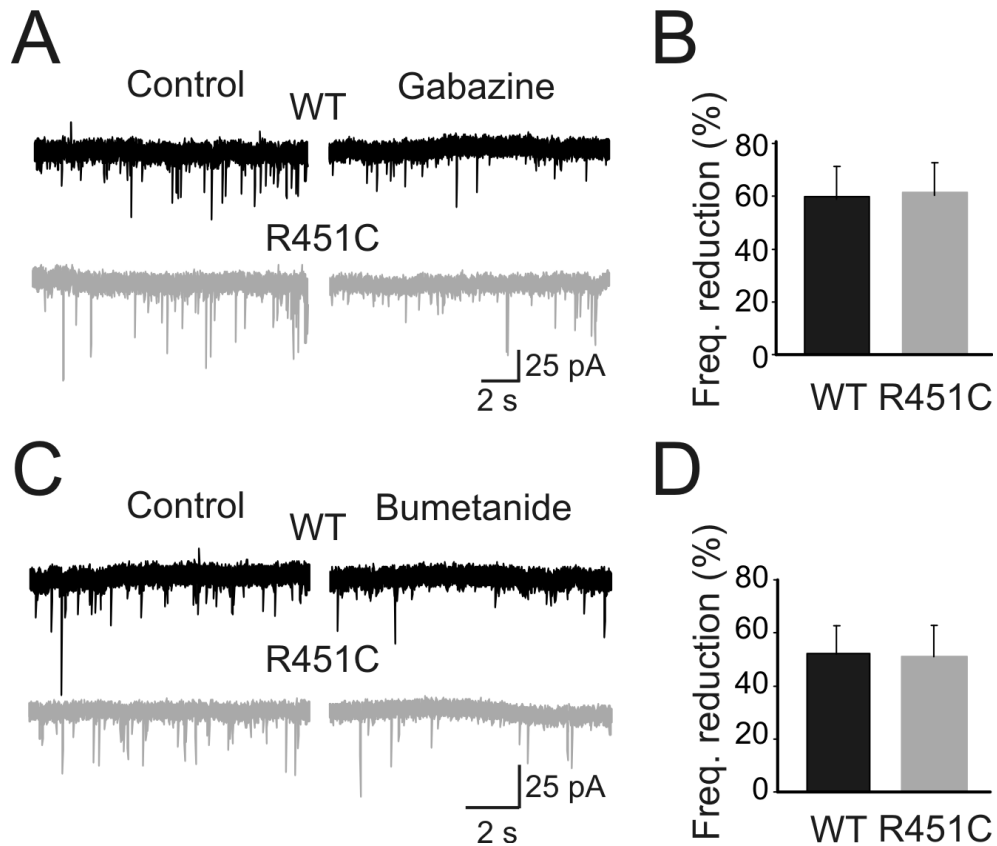 A
Control
WT
Gabazine
R451C
25 pA
2 s
B
Freq. reduction (%)
80
60
40
20
0
WT R451C
C
Control
WT
Bumetanide
R451C
25 pA
2 s
D
Freq. reduction (%)
80
60
40
20
0
WT R451C